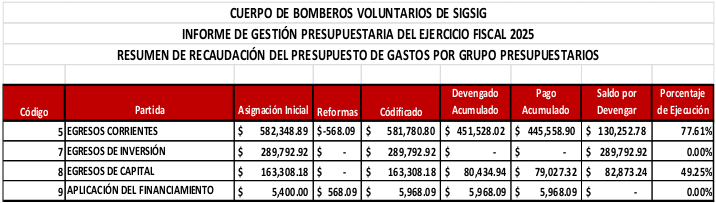 CUERPO DE BOMBEROS VOLUNTARIOS DE SIGSIG
INFORME DE GESTIÓN PRESUPUESTARIA DEL EJERCICIO FISCAL 2025
RESUMEN DE RECAUDACIÓN DEL PRESUPUESTO DE GASTOS POR GRUPO PRESUPUESTARIOS
Código Partida Asignación Inicial Reformas Códificado Devengado Acumulado Pago Acumulado Saldo por Devengar Porcentaje de Ejecución
5 EGRESOS CORRIENTES $ 582,348.89 $-568.09 $ 581,780.80 $ 451,528.02 $ 445,558.90 $ 130,252.78 77.61%
7 EGRESOS DE INVERSIÓN $ 289,792.92 $ - $ 289,792.92 $ - $ - $ 289,792.92 0.00%
8 EGRESOS DE CAPITAL $ 163,308.18 $ - $ 163,308.18 $ 80,434.94 $ 79,027.32 $ 82,873.24 49.25%
9 APLICACIÓN DEL FINANCIAMIENTO $ 5,400.00 $ 568.09 $ 5,968.09 $ 5,968.09 $ 5,968.09 $ - 0.00%